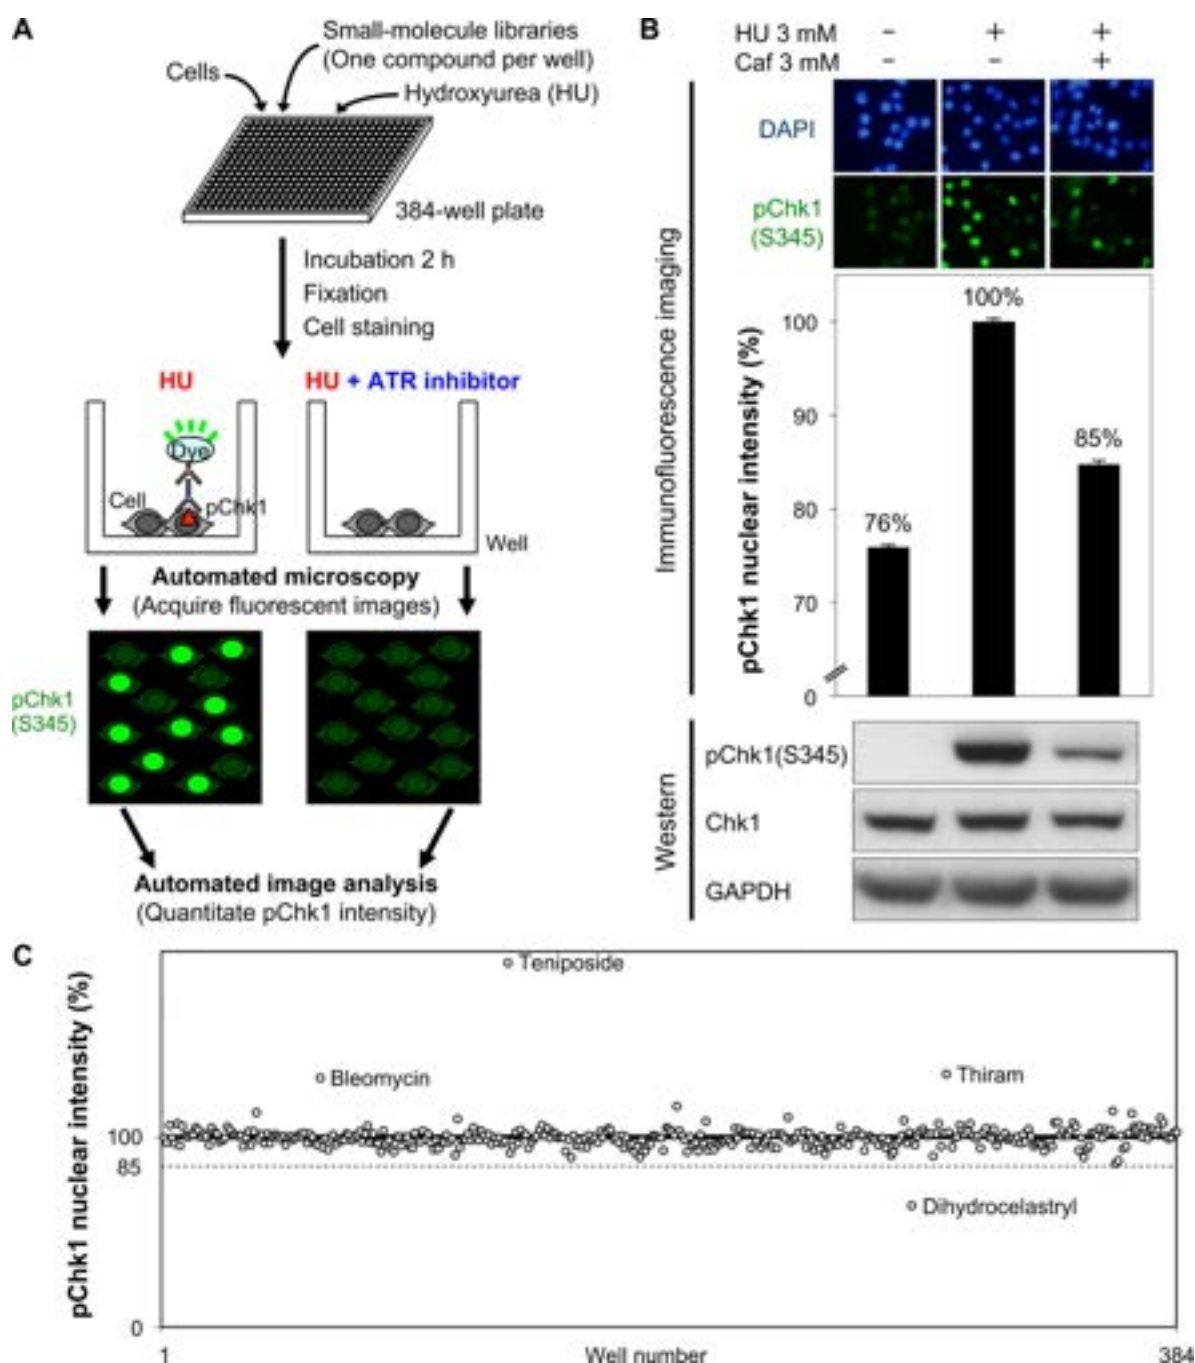 A
Small-molecule libraries
(One compound per well)
Cells
Hydroxyurea (HU)
384-well plate
Incubation 2 h
Fixation
Cell staining
HU
HU + ATR inhibitor
Dye
Cell
pChk1
Well
Automated microscopy
(Acquire fluorescent images)
pChk1
(S345)
Automated image analysis
(Quantitate pChk1 intensity)
B
HU 3 mM - + +
Caf 3 mM - - +
Immunofluorescence imaging
DAPI
pChk1
(S345)
pChk1 nuclear intensity (%)
100
90
80
70
0
76%
100%
85%
Western
pChk1(S345)
Chk1
GAPDH
C
pChk1 nuclear intensity (%)
100
85
0
Teniposide
Bleomycin
Thiram
Dihydrocelastryl
1
Well number
384